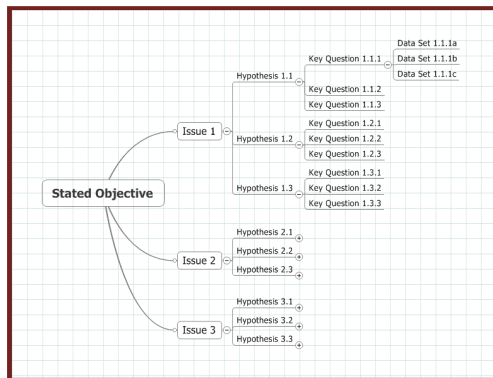 Stated Objective
Issue 1
Hypothesis 1.1
Key Question 1.1.1
Data Set 1.1.1a
Data Set 1.1.1b
Data Set 1.1.1c
Key Question 1.1.2
Key Question 1.1.3
Hypothesis 1.2
Key Question 1.2.1
Key Question 1.2.2
Key Question 1.2.3
Hypothesis 1.3
Key Question 1.3.1
Key Question 1.3.2
Key Question 1.3.3
Issue 2
Hypothesis 2.1
Hypothesis 2.2
Hypothesis 2.3
Issue 3
Hypothesis 3.1
Hypothesis 3.2
Hypothesis 3.3